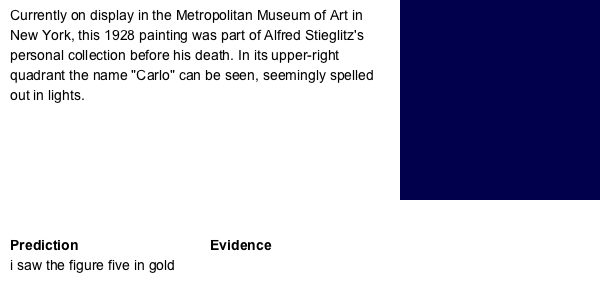 Currently on display in the Metropolitan Museum of Art in
New York, this 1928 painting was part of Alfred Stieglitz's
personal collection before his death. In its upper-right
quadrant the name "Carlo" can be seen, seemingly spelled
out in lights.
Prediction Evidence
i saw the figure five in gold